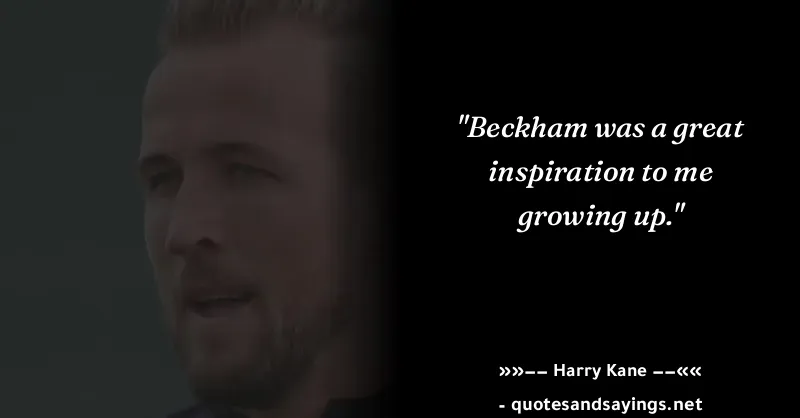 "Beckham was a great
inspiration to me
growing up."
»»−− Harry Kane −−««
- quotesandsayings.net